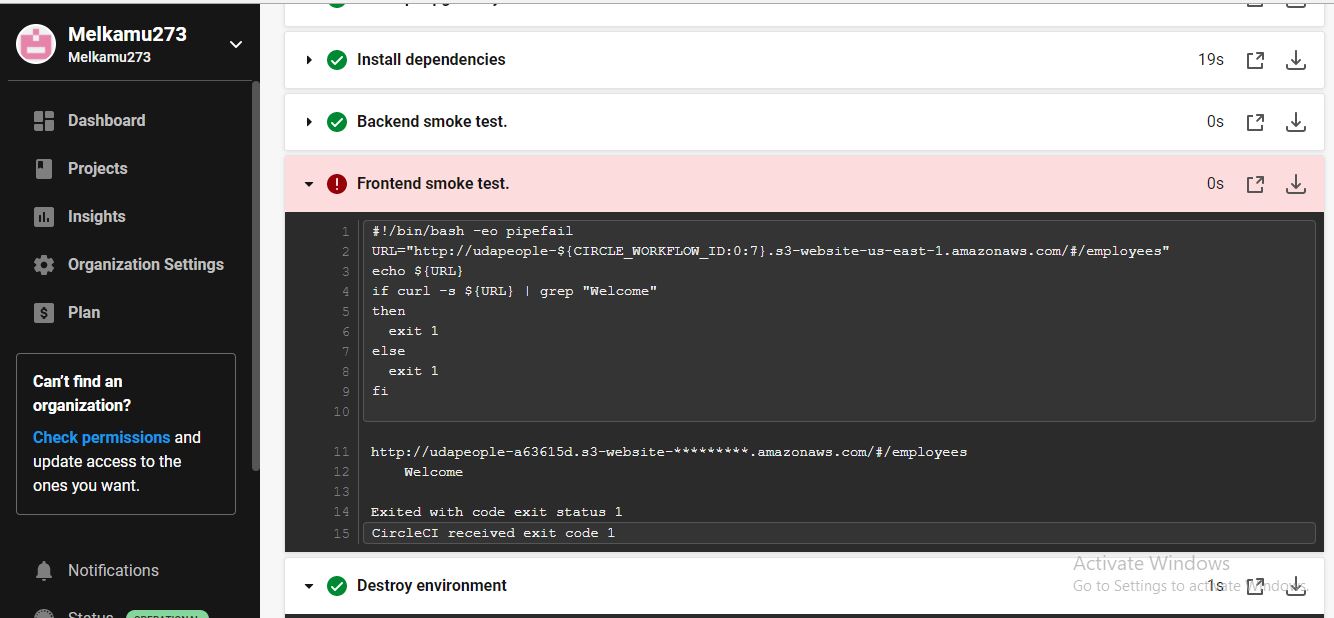 Melkamu273
Melkamu273
Dashboard
Projects
Insights
Organization Settings
Plan
Can't find an
organization?
Check permissions and
update access to the
ones you want.
Notifications
Status OPERATIONAL
Install dependencies 19s
Backend smoke test. 0s
Frontend smoke test. 0s
1 #!/bin/bash -eo pipefail
2 URL="http://udapeople-${CIRCLE_WORKFLOW_ID:0:7}.s3-website-us-east-1.amazonaws.com/#/employees"
3 echo ${URL}
4 if curl -s ${URL} | grep "Welcome"
5 then
6 exit 1
7 else
8 exit 1
9 fi
10
11 http://udapeople-a63615d.s3-website-*********.amazonaws.com/#/employees
12 Welcome
13
14 Exited with code exit status 1
15 CircleCI received exit code 1
Destroy environment 1s
Activate Windows
Go to Settings to activate Windows.